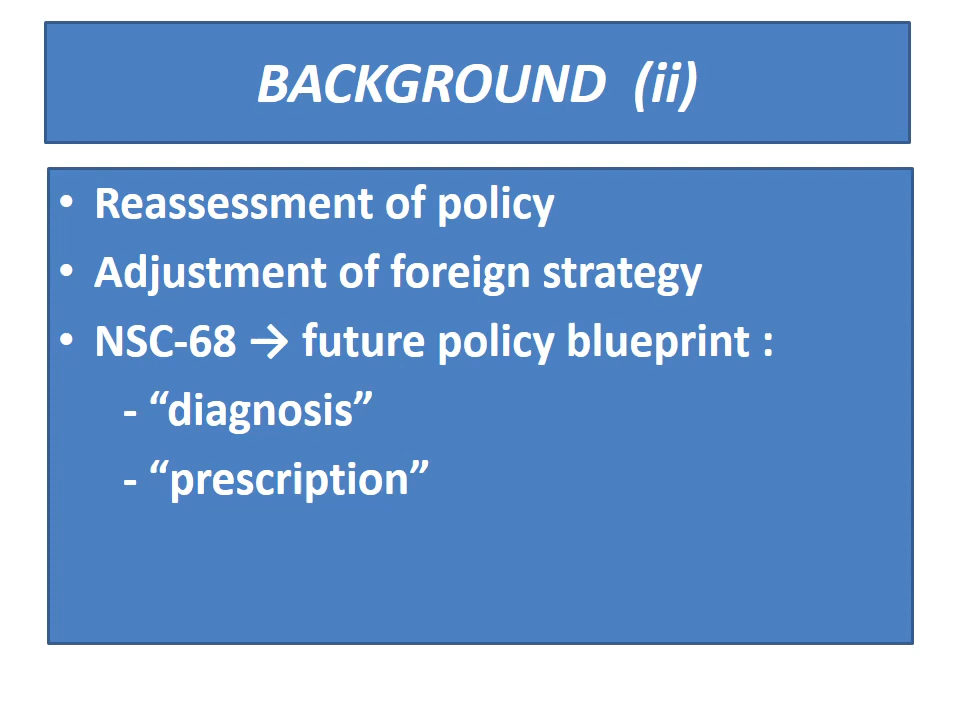 BACKGROUND (ii)
• Reassessment of policy
• Adjustment of foreign strategy
• NSC-68 → future policy blueprint :
- “diagnosis”
- “prescription”